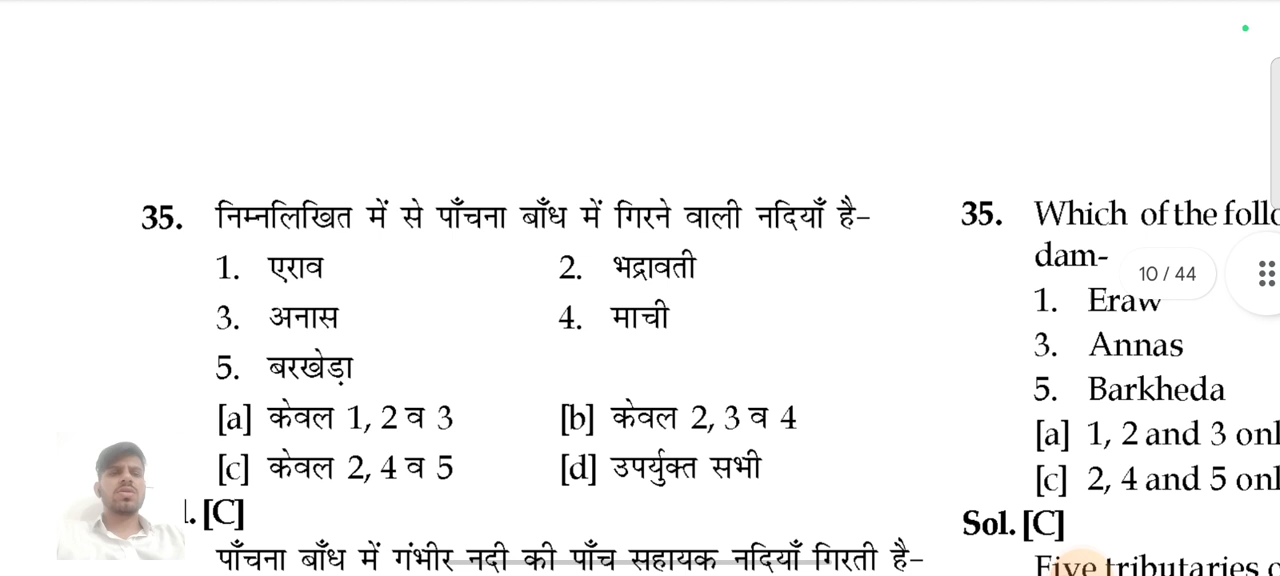 35. निम्नलिखित में से पाँचना बाँध में गिरने वाली नदियाँ है-
1. एराव 2. भद्रावती
3. अनास 4. माची
5. बरखेड़ा
[a] केवल 1, 2 व 3 [b] केवल 2, 3 व 4
[c] केवल 2, 4 व 5 [d] उपर्युक्त सभी
l. [C]
पाँचना बाँध में गंभीर नदी की पाँच सहायक नदियाँ गिरती है-
35. Which of the follo
dam-
10 / 44
1. Eraw
3. Annas
5. Barkheda
[a] 1, 2 and 3 onl
[c] 2, 4 and 5 onl
Sol. [C]
Five tributaries